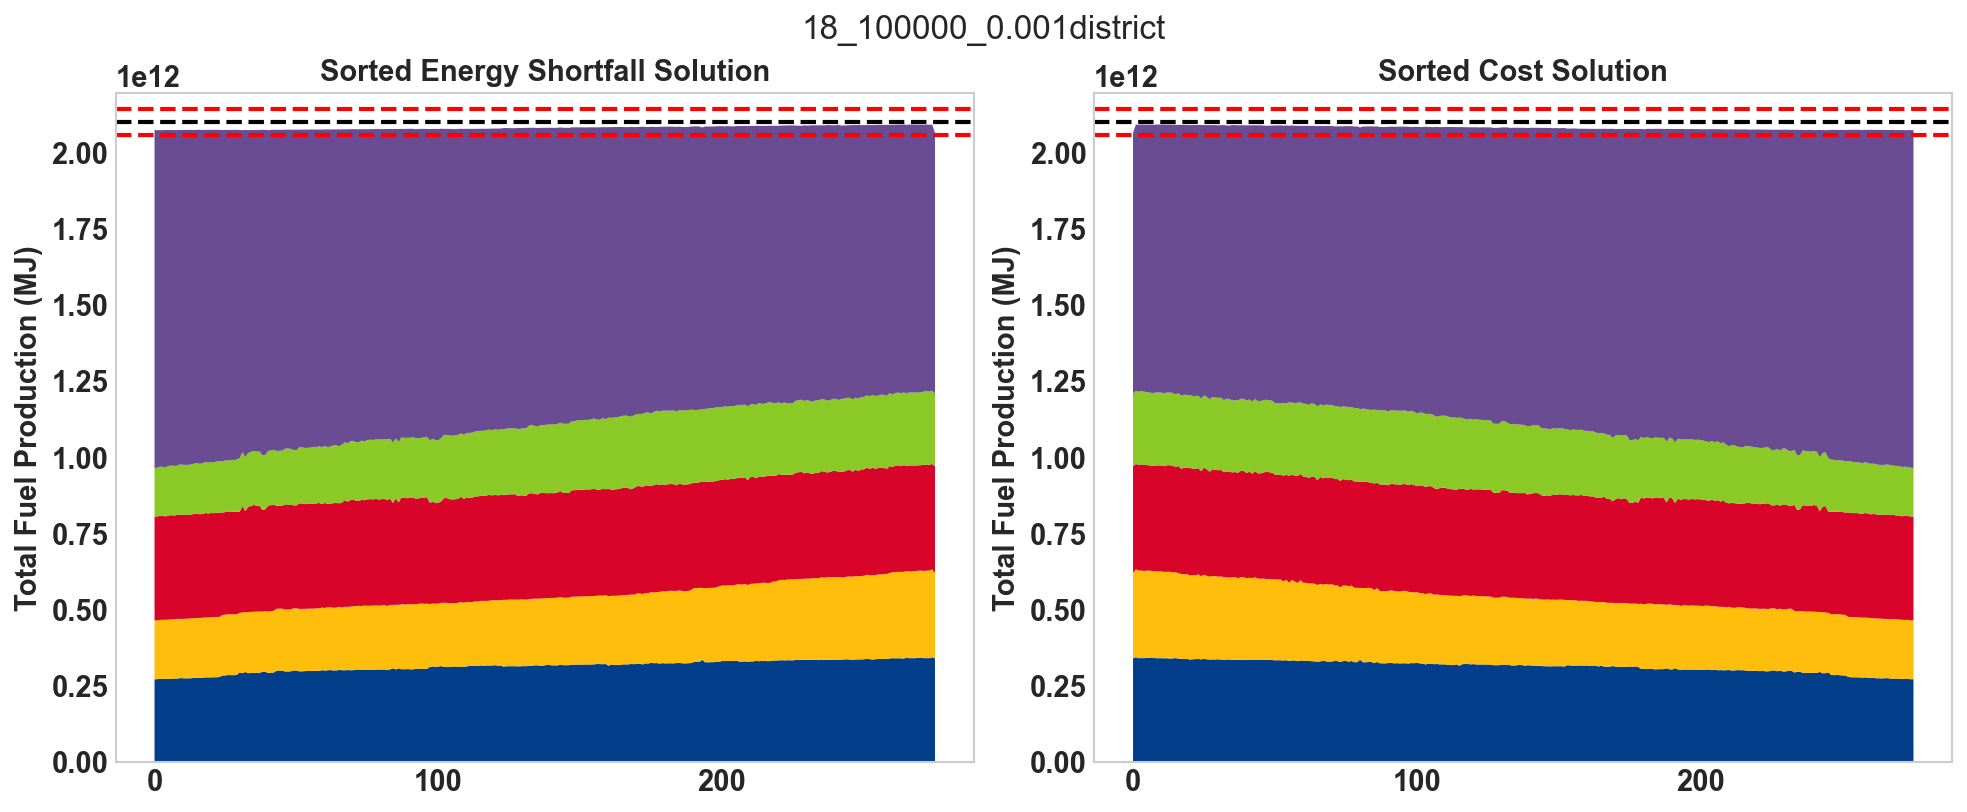 18_100000_0.001district
Sorted Energy Shortfall Solution
1e12
Total Fuel Production (MJ)
2.00
1.75
1.50
1.25
1.00
0.75
0.50
0.25
0.00
0 100 200
Sorted Cost Solution
1e12
Total Fuel Production (MJ)
2.00
1.75
1.50
1.25
1.00
0.75
0.50
0.25
0.00
0 100 200